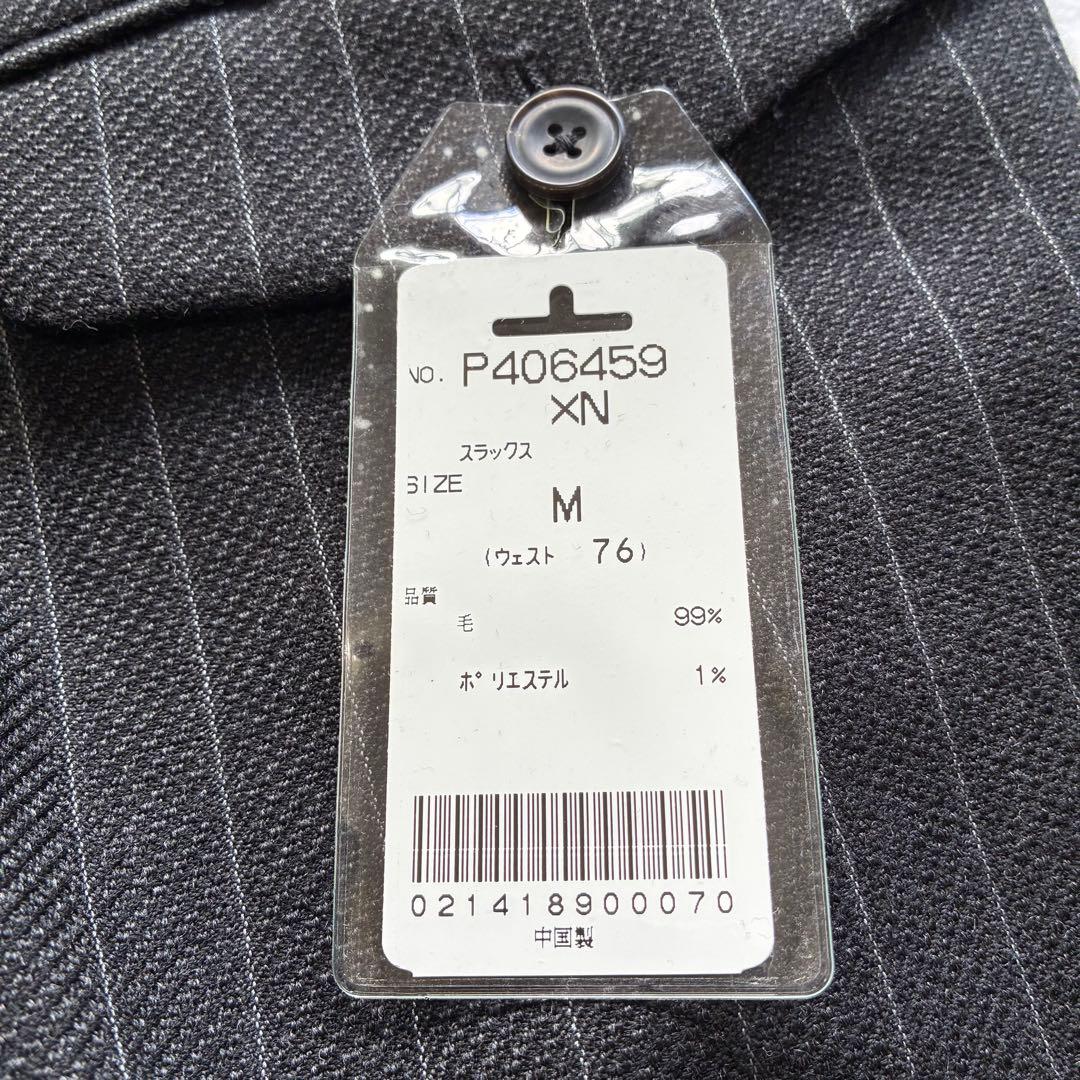 NO. P406459
XN
スラックス
SIZE
M
(ウェスト 76)
品質
毛 99%
ポリエステル 1%
0214189000070
中国製